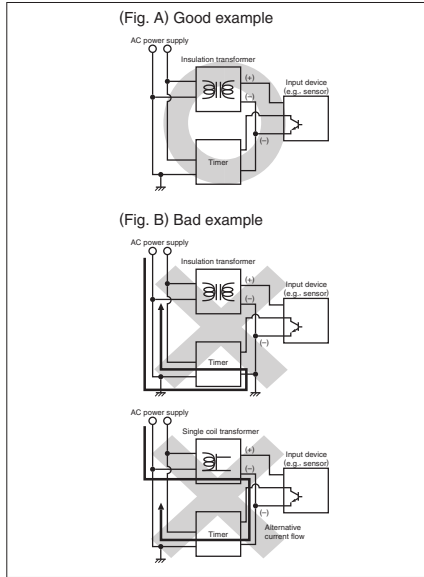 (Fig. A) Good example
AC power supply
Insulation transformer
(+)
(−)
Input device
(e.g., sensor)
Timer
(−)
(Fig. B) Bad example
AC power supply
Insulation transformer
(+)
(−)
Input device
(e.g., sensor)
Timer
(−)
AC power supply
Single coil transformer
(+)
(−)
Input device
(e.g., sensor)
(−)
Alternative
current flow
Timer